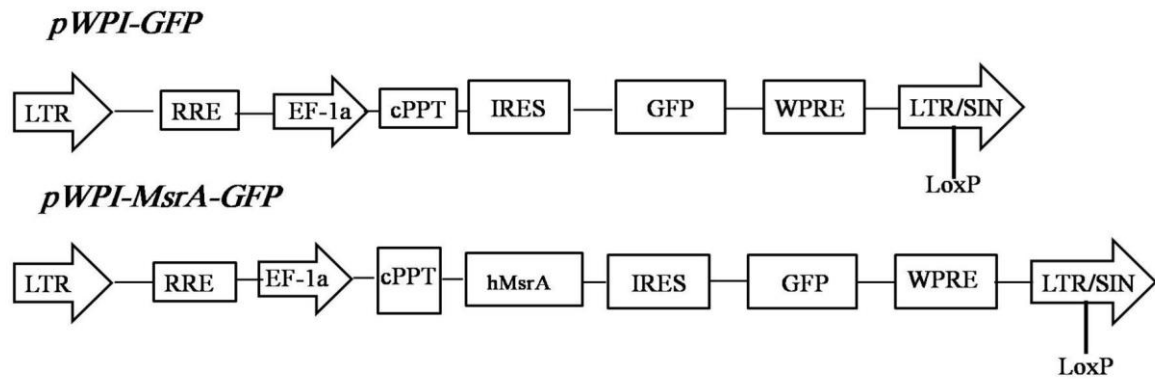 pWPI-GFP
LTR RRE EF-1a cPPT IRES GFP WPRE LTR/SIN
LoxP
pWPI-MsrA-GFP
LTR RRE EF-1a cPPT hMsrA IRES GFP WPRE LTR/SIN
LoxP